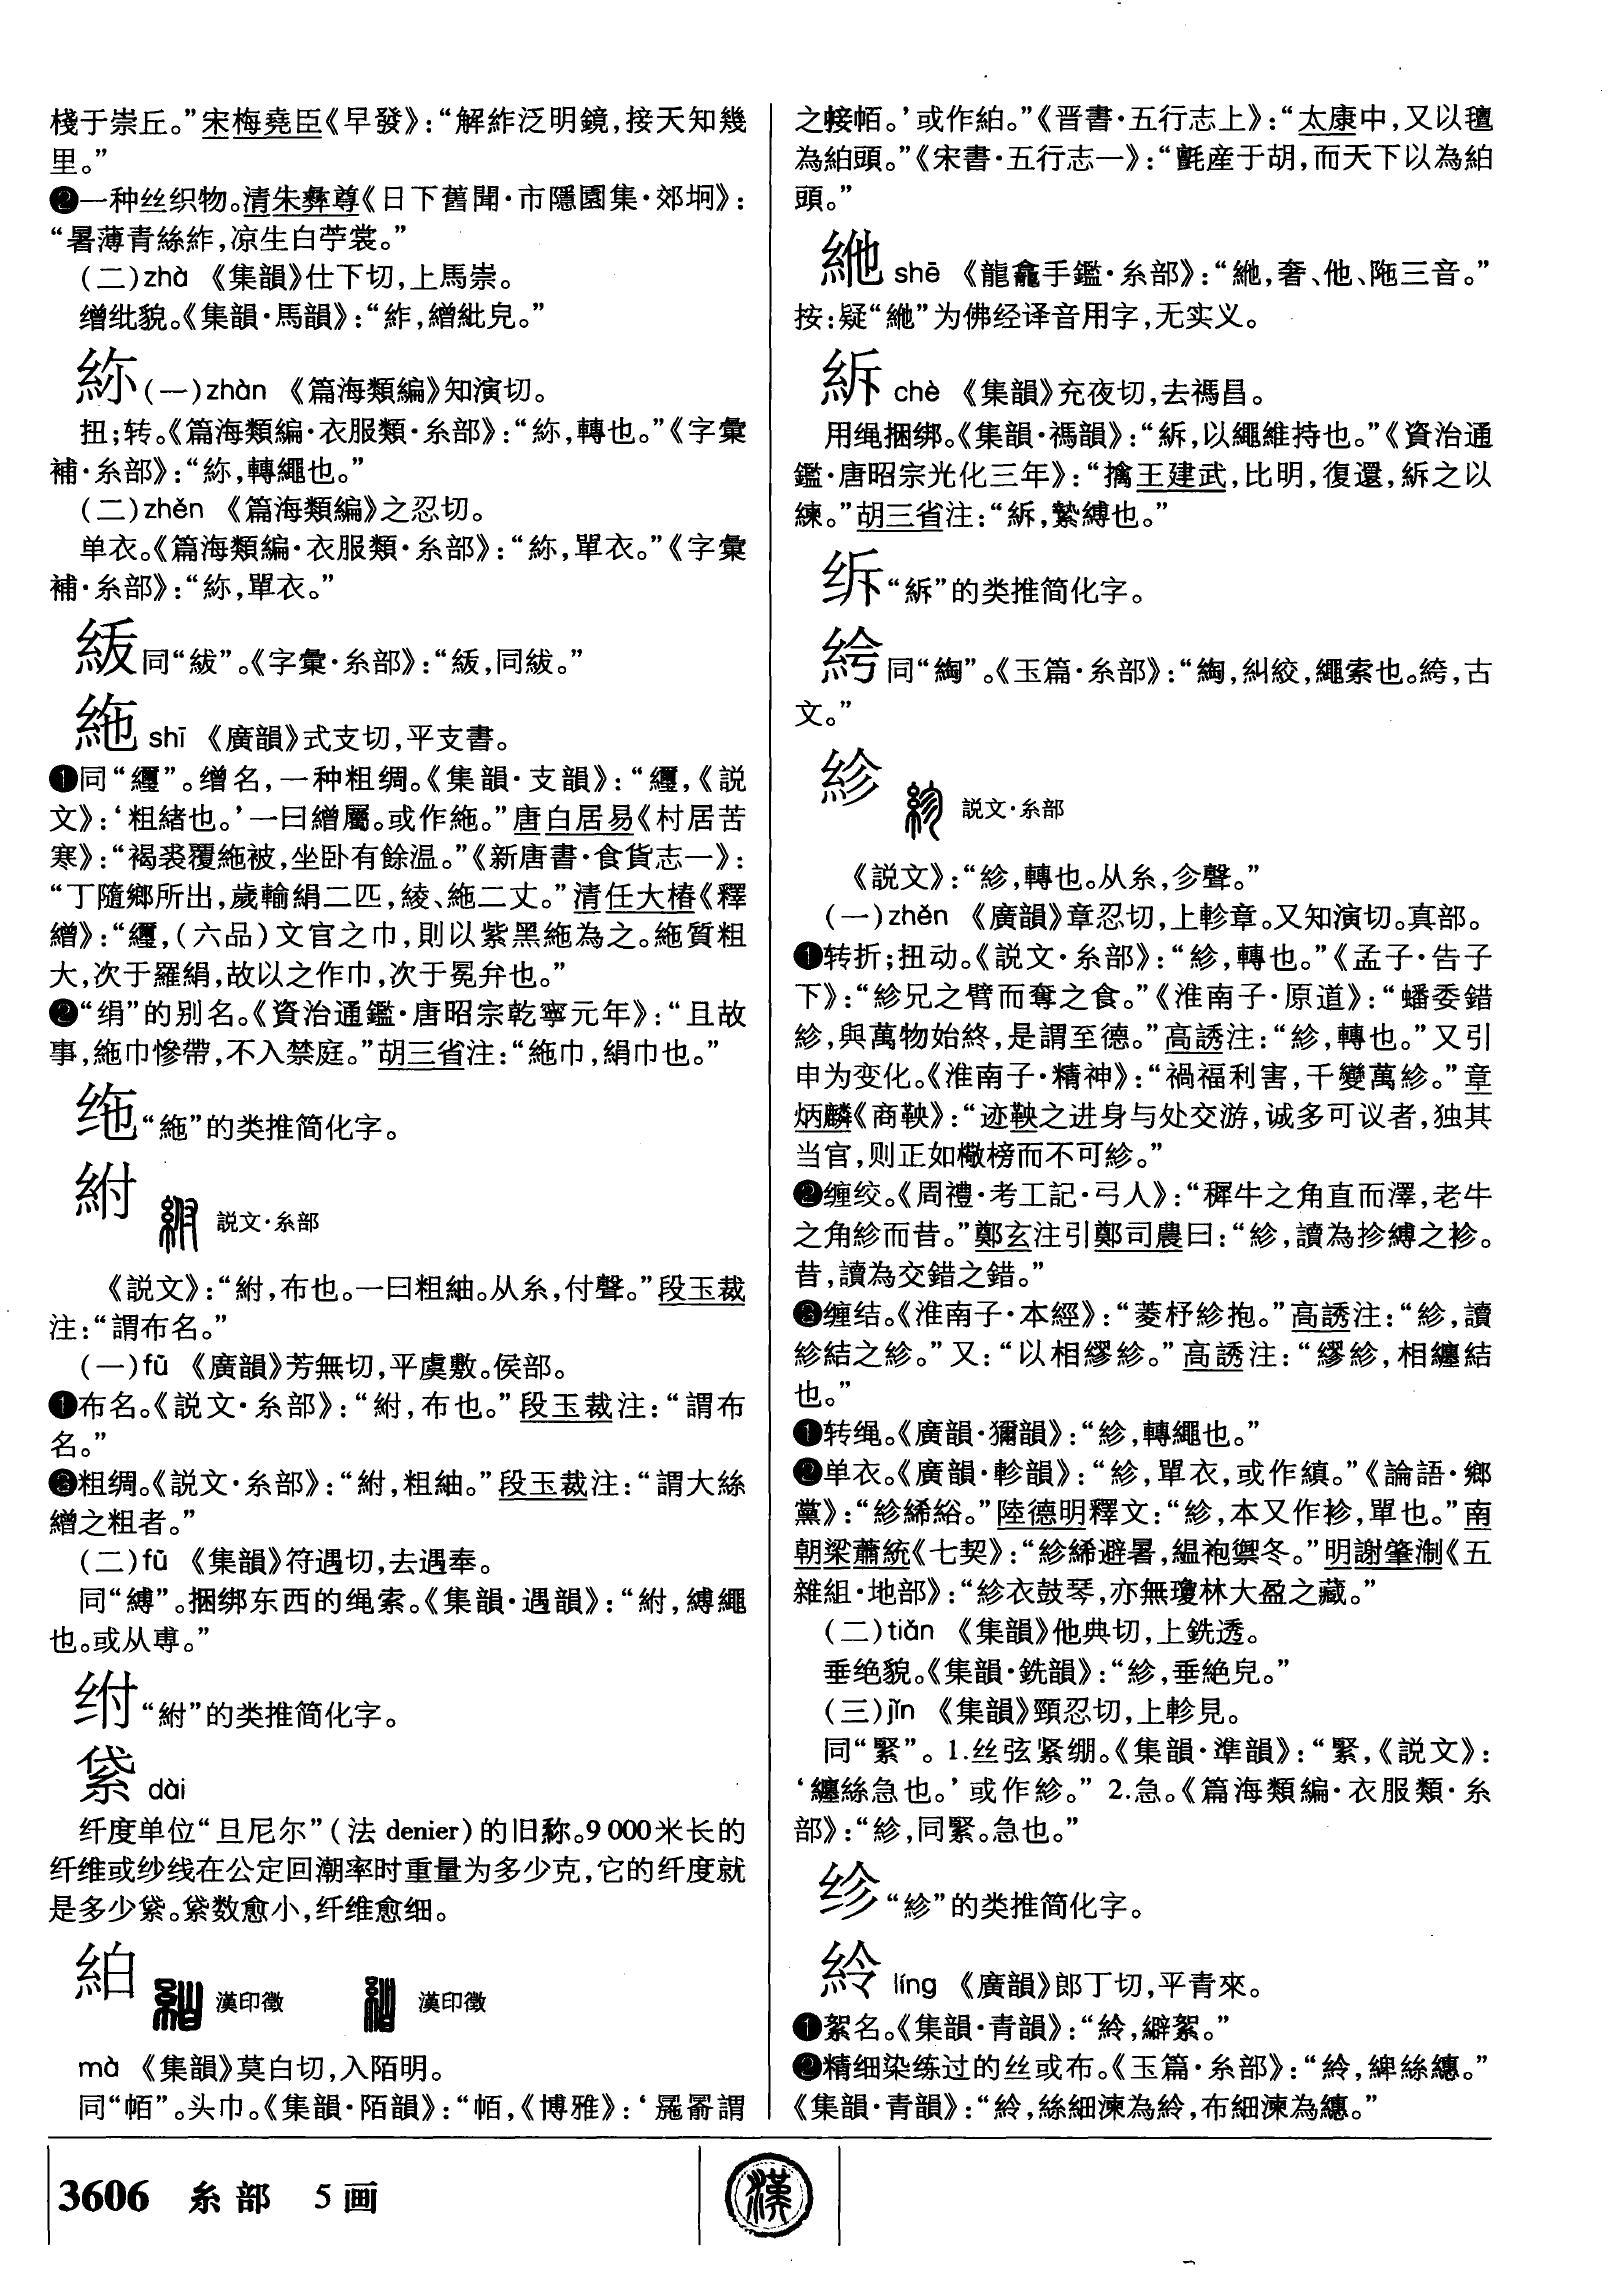 棧于崇丘。”宋梅堯臣《早發》：“解䋏泛明鏡，接天知幾
里。”
❷一种丝织物。清朱彝尊《日下舊聞·市隱園集·郊坰》：
“暑薄青絲䋏，凉生白苧裳。”
(二)zhà 《集韻》仕下切，上馬崇。
缯纰貌。《集韻·馬韻》：“䋏，繒紕皃。”
(一)zhàn 《篇海類編》知演切。
扭；转。《篇海類編·衣服類·糸部》：“紾，轉也。”《字彙
補·糸部》：“紾，轉繩也。”
(二)zhěn 《篇海類編》之忍切。
单衣。《篇海類編·衣服類·糸部》：“紾，單衣。”《字彙
補·糸部》：“紾，單衣。”
同“紱”。《字彙·糸部》：“，同紱。”
絁 shī 《廣韻》式支切，平支書。
❶同“纚”。缯名，一种粗绸。《集韻·支韻》：“纚，《説
文》：‘粗緒也。’一曰繒屬。或作絁。”唐白居易《村居苦
寒》：“褐裘覆絁被，坐卧有餘温。”《新唐書·食貨志一》：
“丁隨鄉所出，歲輸絹二匹，綾、絁二丈。”清任大椿《釋
繒》：“纚，(六品)文官之巾，則以紫黑絁為之。絁質粗
大，次于羅絹，故以之作巾，次于冕弁也。”
❷“绢”的别名。《資治通鑑·唐昭宗乾寧元年》：“且故
事，絁巾慘帶，不入禁庭。”胡三省注：“絁巾，絹巾也。”
“絁”的类推简化字。
紨 説文·糸部
《説文》：“紨，布也。一曰粗紬。从糸，付聲。”段玉裁
注：“謂布名。”
(一)fū 《廣韻》芳無切，平虞敷。侯部。
❶布名。《説文·糸部》：“紨，布也。”段玉裁注：“謂布
名。”
❷粗绸。《説文·糸部》：“紨，粗紬。”段玉裁注：“謂大絲
繒之粗者。”
(二)fù 《集韻》符遇切，去遇奉。
同“縛”。捆绑东西的绳索。《集韻·遇韻》：“紨，縛繩
也。或从尃。”
“紨”的类推简化字。
帒 dài
纤度单位“旦尼尔”(法 denier)的旧称。9 000米长的
纤维或纱线在公定回潮率时重量为多少克，它的纤度就
是多少。数愈小，纤维愈细。
絈 漢印徵 漢印徵
mà 《集韻》莫白切，入陌明。
同“帞”。头巾。《集韻·陌韻》：“帞，《博雅》：‘謂
之帞。’或作絈。”《晋書·五行志上》：“太康中，又以氊
為絈頭。”《宋書·五行志一》：“氈産于胡，而天下以為絈
頭。”
shē 《龍龕手鑑·糸部》：“，奢、他、陁三音。”
按：疑“”为佛经译音用字，无实义。
chè 《集韻》充夜切，去禡昌。
用绳捆绑。《集韻·禡韻》：“，以繩維持也。”《資治通
鑑·唐昭宗光化三年》：“擒王建武，比明，復還，之以
練。”胡三省注：“，縶縛也。”
“”的类推简化字。
絝同“綯”。《玉篇·糸部》：“綯，糾絞，繩索也。，古
文。”
紾 説文·糸部
《説文》：“紾，轉也。从糸，㐱聲。”
(一)zhěn 《廣韻》章忍切，上軫章。又知演切。真部。
❶转折；扭动。《説文·糸部》：“紾，轉也。”《孟子·告子
下》：“紾兄之臂而奪之食。”《淮南子·原道》：“蟠委錯
紾，與萬物始終，是謂至德。”高誘注：“紾，轉也。”又引
申为变化。《淮南子·精神》：“禍福利害，千變萬紾。”章
炳麟《商鞅》：“迹鞅之进身与处交游，诚多可议者，独其
当官，则正如檠榜而不可紾。”
❷缠绞。《周禮·考工記·弓人》：“穉牛之角直而澤，老牛
之角紾而昔。”鄭玄注引鄭司農曰：“紾，讀為抮縛之抮。
昔，讀為交錯之錯。”
❸缠结。《淮南子·本經》：“菱杼紾抱。”高誘注：“紾，讀
紾結之紾。”又：“以相繆紾。”高誘注：“繆紾，相纏結
也。”
❶转绳。《廣韻·獮韻》：“紾，轉繩也。”
❷单衣。《廣韻·軫韻》：“紾，單衣，或作縝。”《論語·鄉
黨》：“紾絺綌。”陸德明釋文：“紾，本又作袗，單也。”南
朝梁蕭統《七契》：“紾絺避暑，緼袍禦冬。”明謝肇淛《五
雜組·地部》：“紾衣鼓琴，亦無瓊林大盈之藏。”
(二)tiǎn 《集韻》他典切，上銑透。
垂绝貌。《集韻·銑韻》：“紾，垂絶皃。”
(三)jǐn 《集韻》頸忍切，上軫見。
同“緊”。1.丝弦紧绷。《集韻·準韻》：“緊，《説文》：
‘纏絲急也。’或作紾。” 2.急。《篇海類編·衣服類·糸
部》：“紾，同緊。急也。”
“紾”的类推简化字。
紷 líng 《廣韻》郎丁切，平青來。
❶絮名。《集韻·青韻》：“紷，絮。”
❷精细染练过的丝或布。《玉篇·糸部》：“紷，綼絲繐。”
《集韻·青韻》：“紷，絲細湅為紷，布細湅為繐。”
3606 糸部 5画
漢